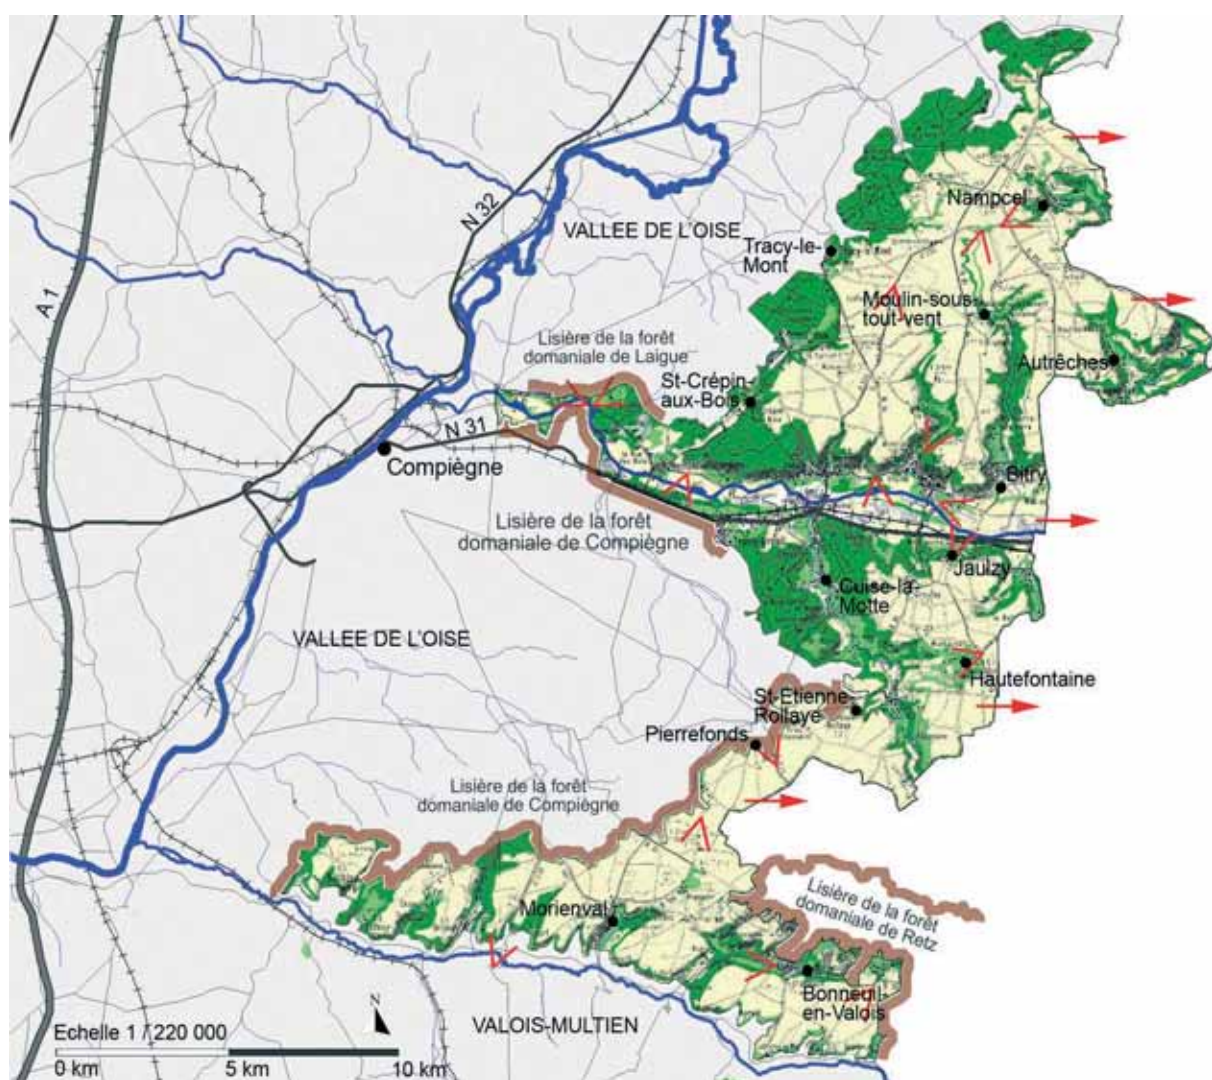 N 32
VALLEE DE L'OISE
Nampcel
Tracy-le-
Mont
A 1
Moulin-sous-
tout-vent
Lisière de la forêt
domaniale de Laigue
Autrêches
St-Crépin-
aux-Bois
N 31
Compiègne
Bitry
Lisière de la forêt
domaniale de Compiègne
Jaulzy
Cuise-la-
Motte
VALLEE DE L'OISE
Hautefontaine
St-Etienne-
Roilaye
Pierrefonds
Lisière de la forêt
domaniale de Compiègne
Lisière de la forêt
domaniale de Retz
Morienval
Bonneuil-
en-Valois
N
Echelle 1 / 220 000
VALOIS-MULTIEN
0 km
5 km
10 km